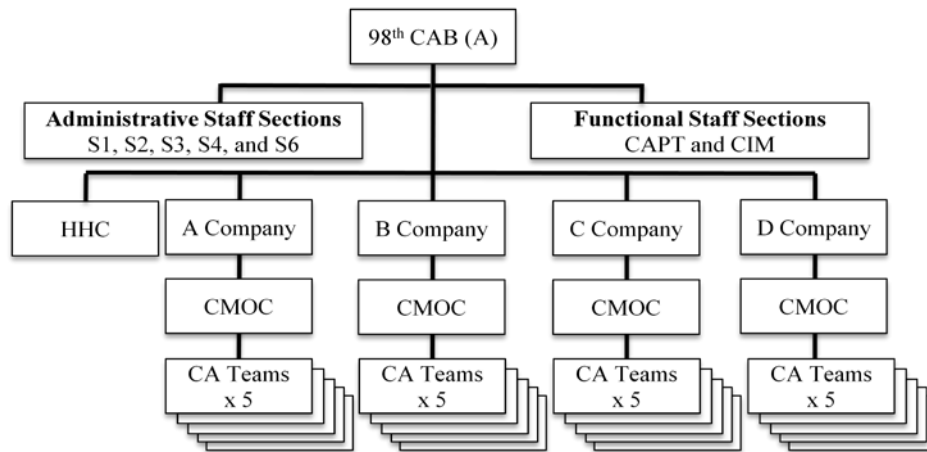 98th CAB (A)
Administrative Staff Sections
S1, S2, S3, S4, and S6
Functional Staff Sections
CAPT and CIM
HHC
A Company
B Company
C Company
D Company
CMOC
CMOC
CMOC
CMOC
CA Teams
x 5
CA Teams
x 5
CA Teams
x 5
CA Teams
x 5